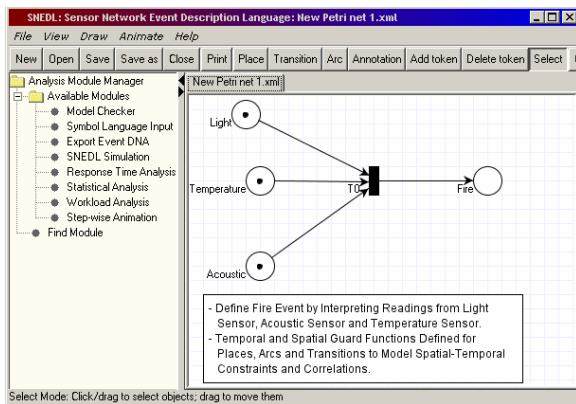 SNEDL: Sensor Network Event Description Language: New Petri net 1.xml
File View Draw Animate Help
New Open Save Save as Close Print Place Transition Arc Annotation Add token Delete token Select
Analysis Module Manager
Available Modules
Model Checker
Symbol Language Input
Export Event DNA
SNEDL Simulation
Response Time Analysis
Statistical Analysis
Workload Analysis
Step-wise Animation
Find Module
New Petri net 1.xml
Light
Temperature
T0
Fire
Acoustic
- Define Fire Event by Interpreting Readings from Light
Sensor, Acoustic Sensor and Temperature Sensor.
- Temporal and Spatial Guard Functions Defined for
Places, Arcs and Transitions to Model Spatial-Temporal
Constraints and Correlations.
Select Mode: Click/drag to select objects; drag to move them